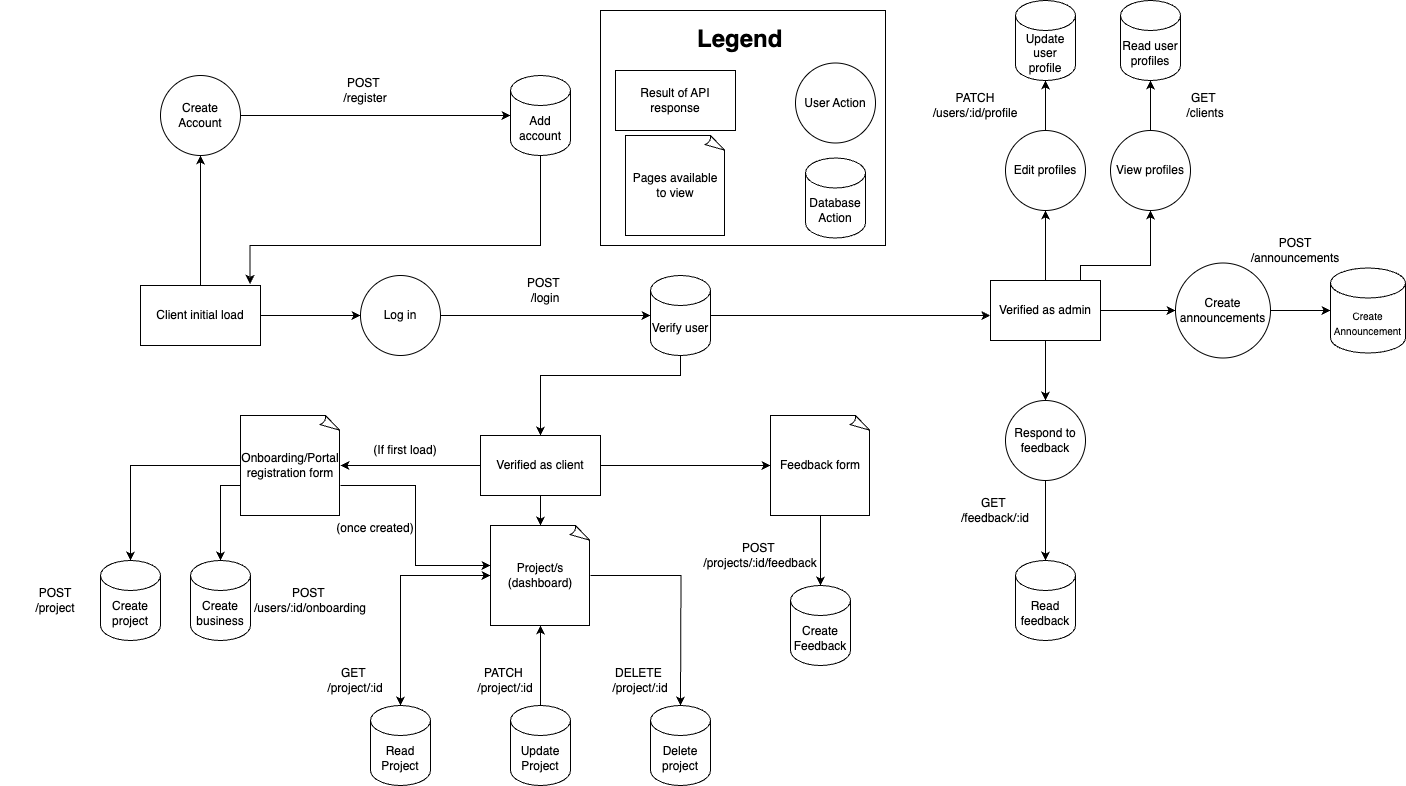 Legend
Result of API
response
User Action
Pages available
to view
Database
Action
Update
user
profile
Read user
profiles
PATCH
/users/:id/profile
GET
/clients
Edit profiles
View profiles
Create
Account
POST
/register
Add
account
Client initial load
Log in
POST
/login
Verify user
Verified as admin
Create
announcements
POST
/announcements
Create
Announcement
Respond to
feedback
GET
/feedback/:id
Read
feedback
Onboarding/Portal
registration form
(If first load)
Verified as client
Feedback form
(once created)
POST
/project
Create
project
Create
business
POST
/users/:id/onboarding
Project/s
(dashboard)
POST
/projects/:id/feedback
Create
Feedback
GET
/project/:id
PATCH
/project/:id
DELETE
/project/:id
Read
Project
Update
Project
Delete
project